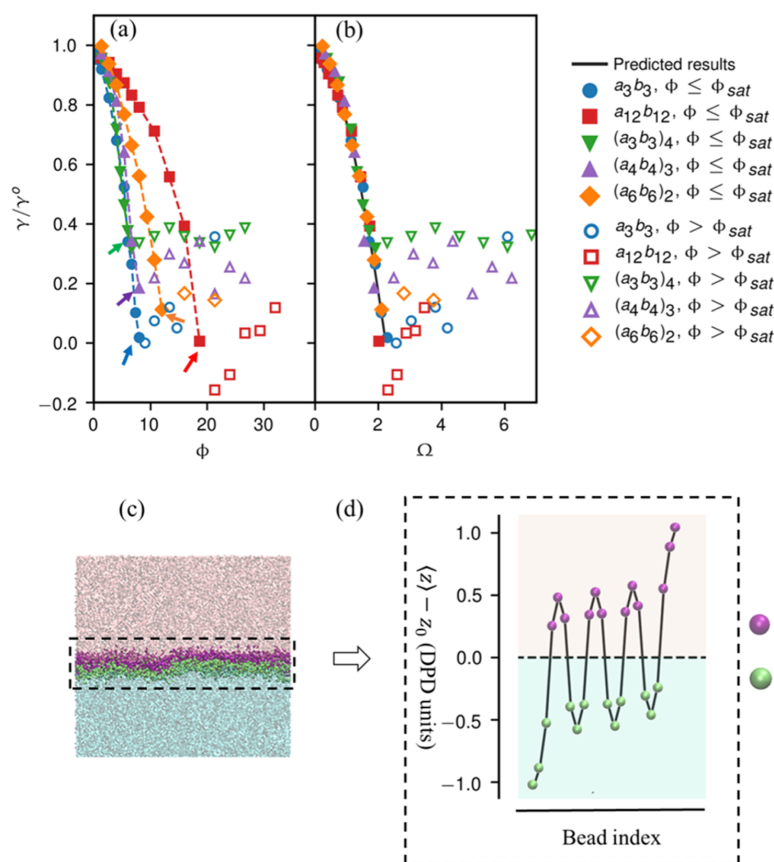 (a)
(b)
1.0
0.8
0.6
0.4
0.2
0.0
−0.2
γ/γ°
0 10 20 30
0 2 4 6
ϕ
Ω
Predicted results
a₃b₃, Φ ≤ Φsat
a₁₂b₁₂, Φ ≤ Φsat
(a₃b₃)₄, Φ ≤ Φsat
(a₄b₄)₃, Φ ≤ Φsat
(a₆b₆)₂, Φ ≤ Φsat
a₃b₃, Φ > Φsat
a₁₂b₁₂, Φ > Φsat
(a₃b₃)₄, Φ > Φsat
(a₄b₄)₃, Φ > Φsat
(a₆b₆)₂, Φ > Φsat
(c)
(d)
1.0
0.5
0.0
−0.5
−1.0
⟨z⟩ − z₀ (DPD units)
Bead index